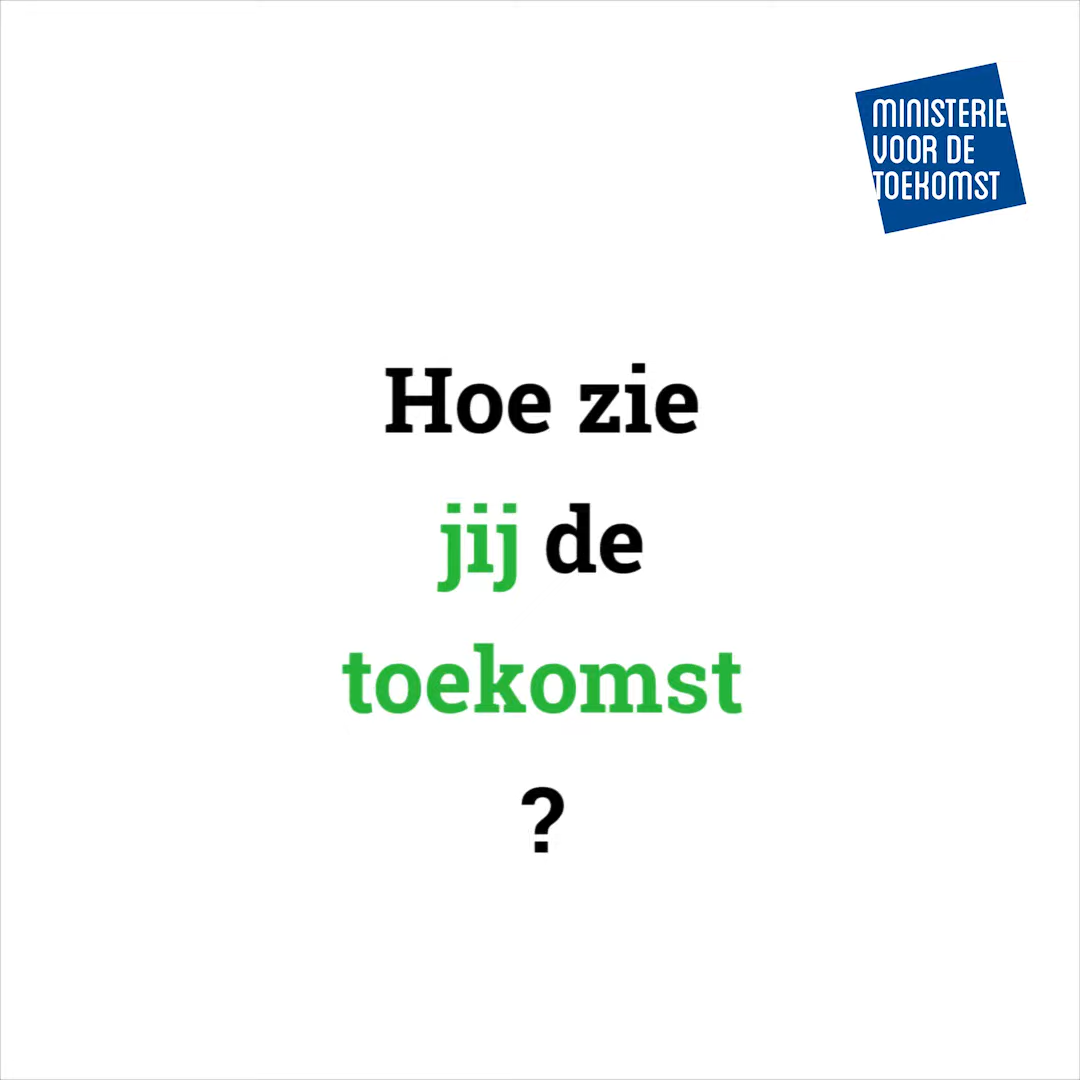 MINISTERIE
VOOR DE
TOEKOMST
Hoe zie
jij de
toekomst
?